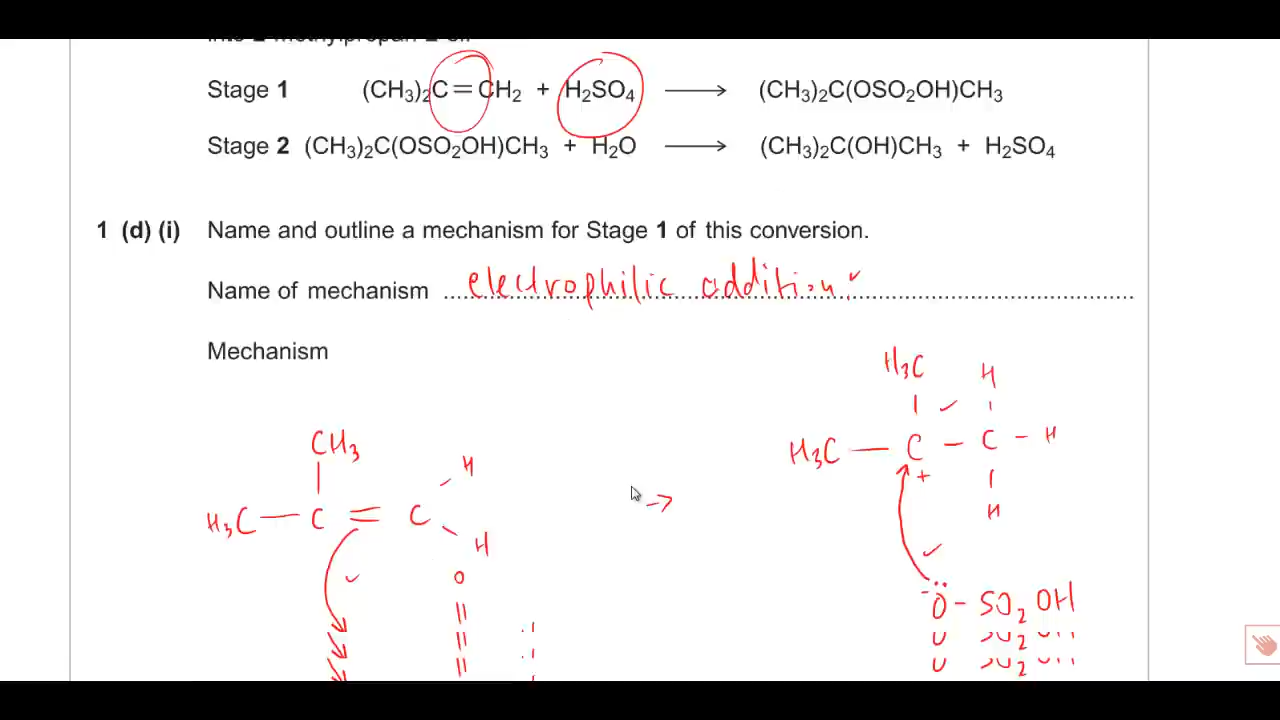 Stage 1 (CH₃)₂C=CH₂ + H₂SO₄ ⟶ (CH₃)₂C(OSO₂OH)CH₃
Stage 2 (CH₃)₂C(OSO₂OH)CH₃ + H₂O ⟶ (CH₃)₂C(OH)CH₃ + H₂SO₄
1 (d) (i) Name and outline a mechanism for Stage 1 of this conversion.
Name of mechanism electrophilic addition.
Mechanism
H₃C H
H₃C — C — C — H
+
H
CH₃ H
H₃C — C = C
H
O
:O — SO₂OH